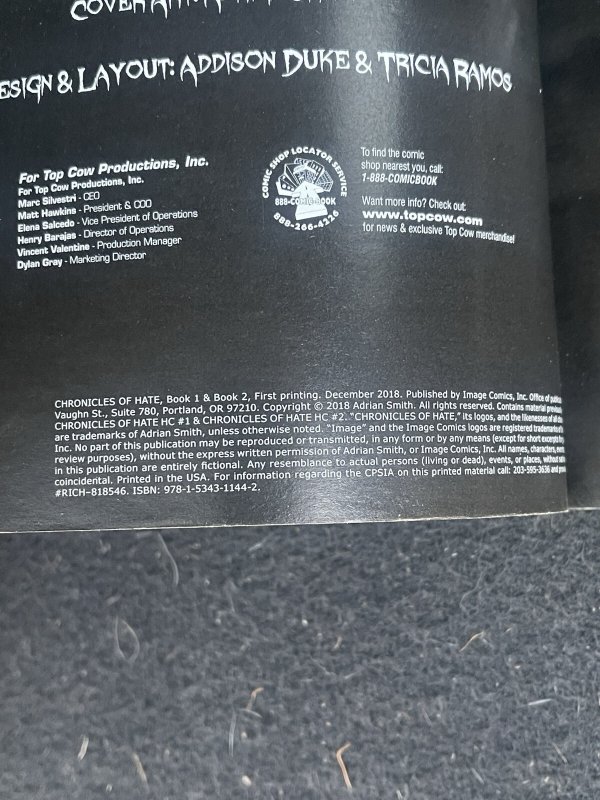 COVER
ESIGN & LAYOUT: ADDISON DUKE & TRICIA RAMOS
For Top Cow Productions, Inc.
For Top Cow Productions, Inc.
Marc Silvestri - CEO
Matt Hawkins - President & COO
Elena Salcedo - Vice President of Operations
Henry Barajas - Director of Operations
Vincent Valentine - Production Manager
Dylan Gray - Marketing Director
COMIC SHOP LOCATOR SERVICE
888-COMIC-BOOK
888-266-4226
To find the comic
shop nearest you, call:
1-888-COMICBOOK
Want more info? Check out:
www.topcow.com
for news & exclusive Top Cow merchandise!
CHRONICLES OF HATE, Book 1 & Book 2, First printing. December 2018. Published by Image Comics, Inc. Office of
Vaughn St., Suite 780, Portland, OR 97210. Copyright © 2018 Adrian Smith. All rights reserved. Contains material
CHRONICLES OF HATE HC #1 & CHRONICLES OF HATE HC #2. "CHRONICLES OF HATE," its logos, and the likenesses of all
are trademarks of Adrian Smith, unless otherwise noted. "Image" and the Image Comics logos are registered trademarks
Inc. No part of this publication may be reproduced or transmitted, in any form or by any means (except for short excerpts
review purposes), without the express written permission of Adrian Smith, or Image Comics, Inc. All names, characters,
in this publication are entirely fictional. Any resemblance to actual persons (living or dead), events, or places, without
coincidental. Printed in the USA. For information regarding the CPSIA on this printed material call: 203-595-3636 and
#RICH-818546. ISBN: 978-1-5343-1144-2.